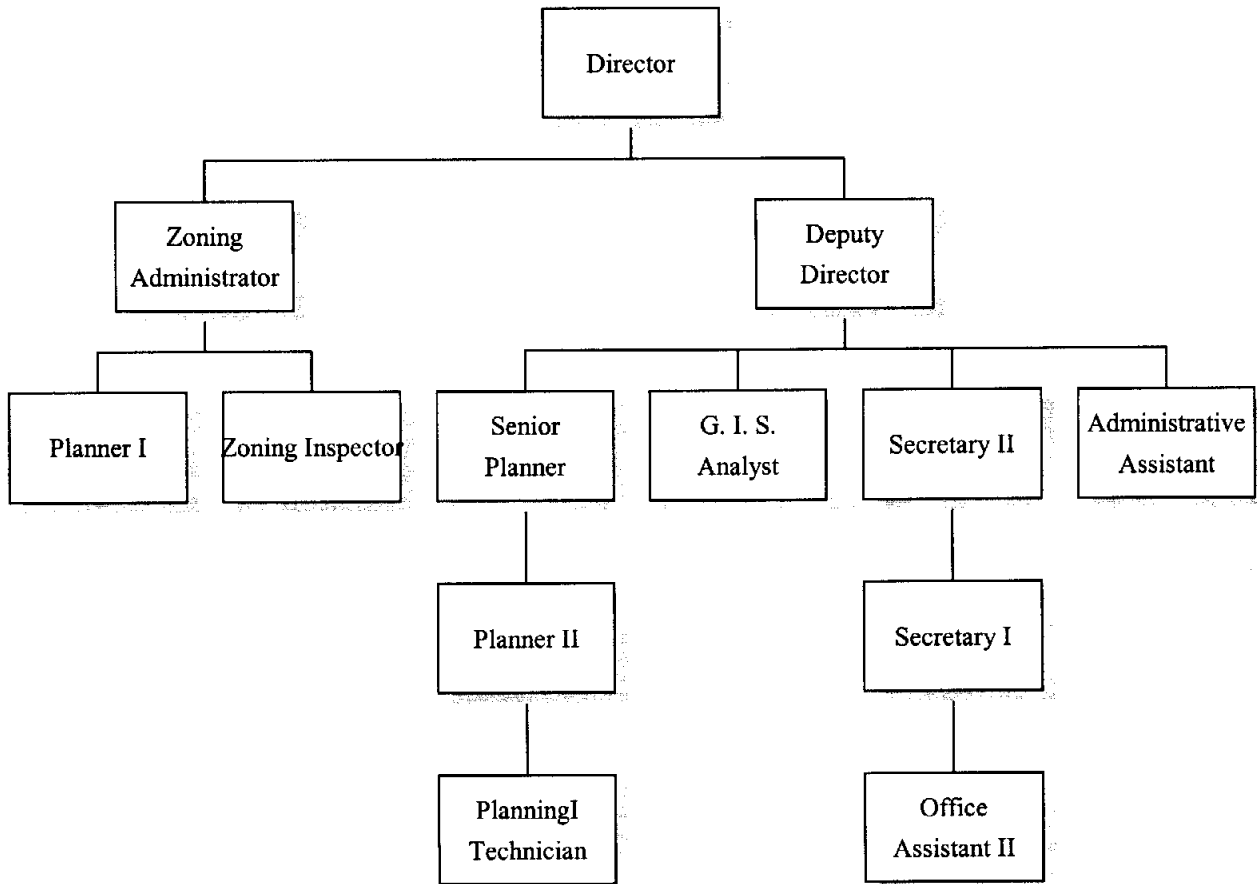 Director
Zoning
Administrator
Deputy
Director
Planner I
Zoning Inspector
Senior
Planner
G. I. S.
Analyst
Secretary II
Administrative
Assistant
Planner II
Secretary I
PlanningI
Technician
Office
Assistant II